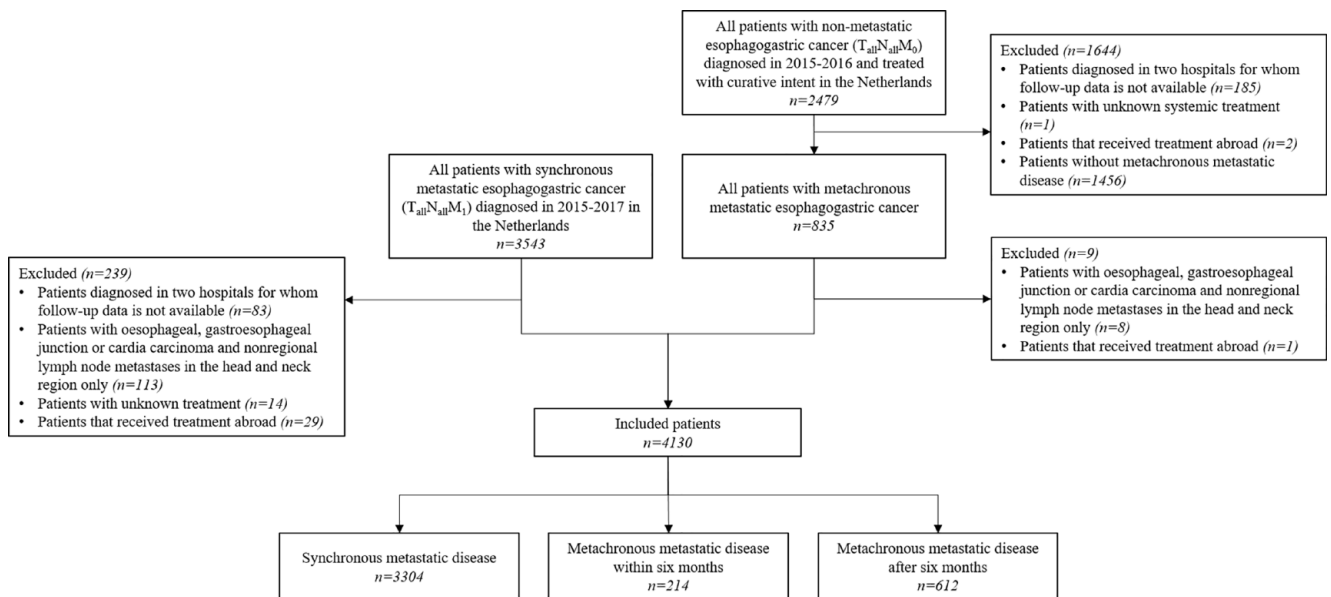 All patients with non-metastatic
esophagogastric cancer (TallNallM0)
diagnosed in 2015-2016 and treated
with curative intent in the Netherlands
n=2479
Excluded (n=1644)
• Patients diagnosed in two hospitals for whom
follow-up data is not available (n=185)
• Patients with unknown systemic treatment
(n=1)
• Patients that received treatment abroad (n=2)
• Patients without metachronous metastatic
disease (n=1456)
All patients with synchronous
metastatic esophagogastric cancer
(TallNallM1) diagnosed in 2015-2017 in
the Netherlands
n=3543
All patients with metachronous
metastatic esophagogastric cancer
n=835
Excluded (n=239)
• Patients diagnosed in two hospitals for whom
follow-up data is not available (n=83)
• Patients with oesophageal, gastroesophageal
junction or cardia carcinoma and nonregional
lymph node metastases in the head and neck
region only (n=113)
• Patients with unknown treatment (n=14)
• Patients that received treatment abroad (n=29)
Excluded (n=9)
• Patients with oesophageal, gastroesophageal
junction or cardia carcinoma and nonregional
lymph node metastases in the head and neck
region only (n=8)
• Patients that received treatment abroad (n=1)
Included patients
n=4130
Synchronous metastatic disease
n=3304
Metachronous metastatic disease
within six months
n=214
Metachronous metastatic disease
after six months
n=612